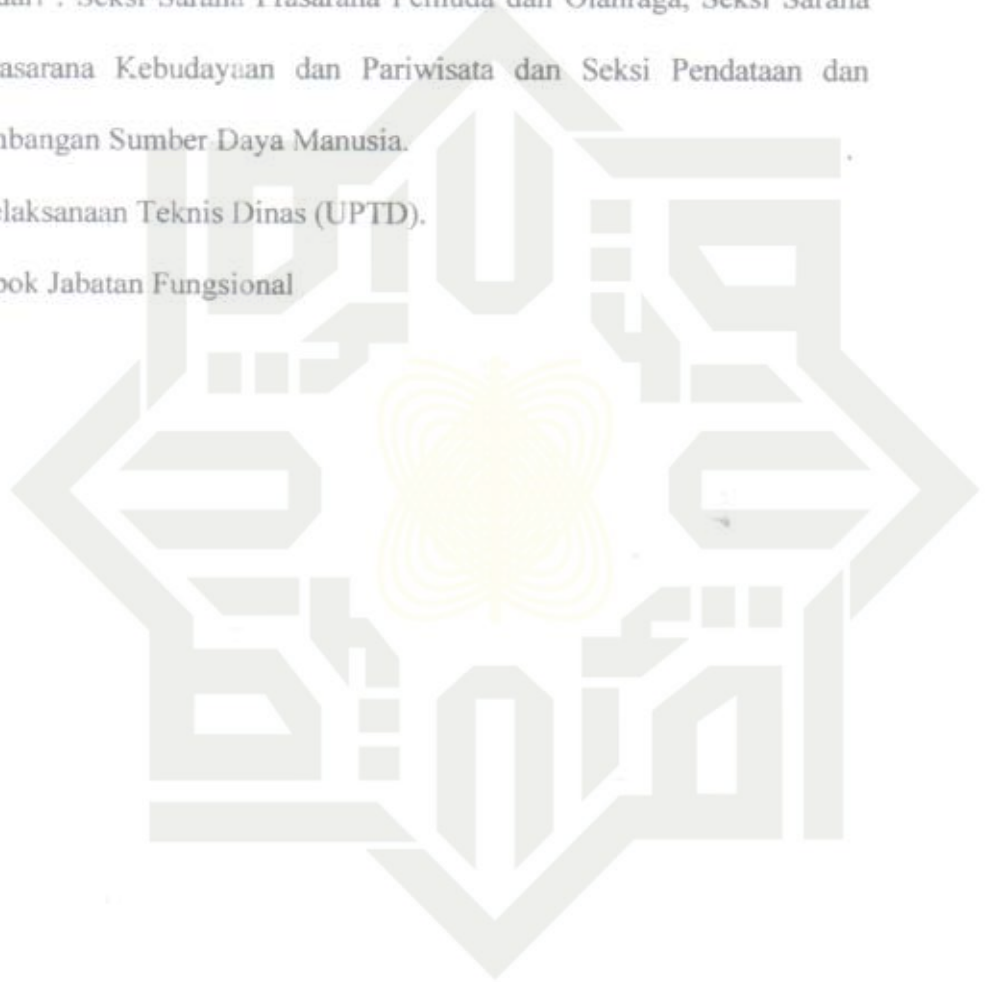 : Seksi Sarana Prasarana Pemuda dan Olahraga, Seksi Sarana
asarana Kebudayaan dan Pariwisata dan Seksi Pendataan dan
nbangan Sumber Daya Manusia.
elaksanaan Teknis Dinas (UPTD).
ook Jabatan Fungsional